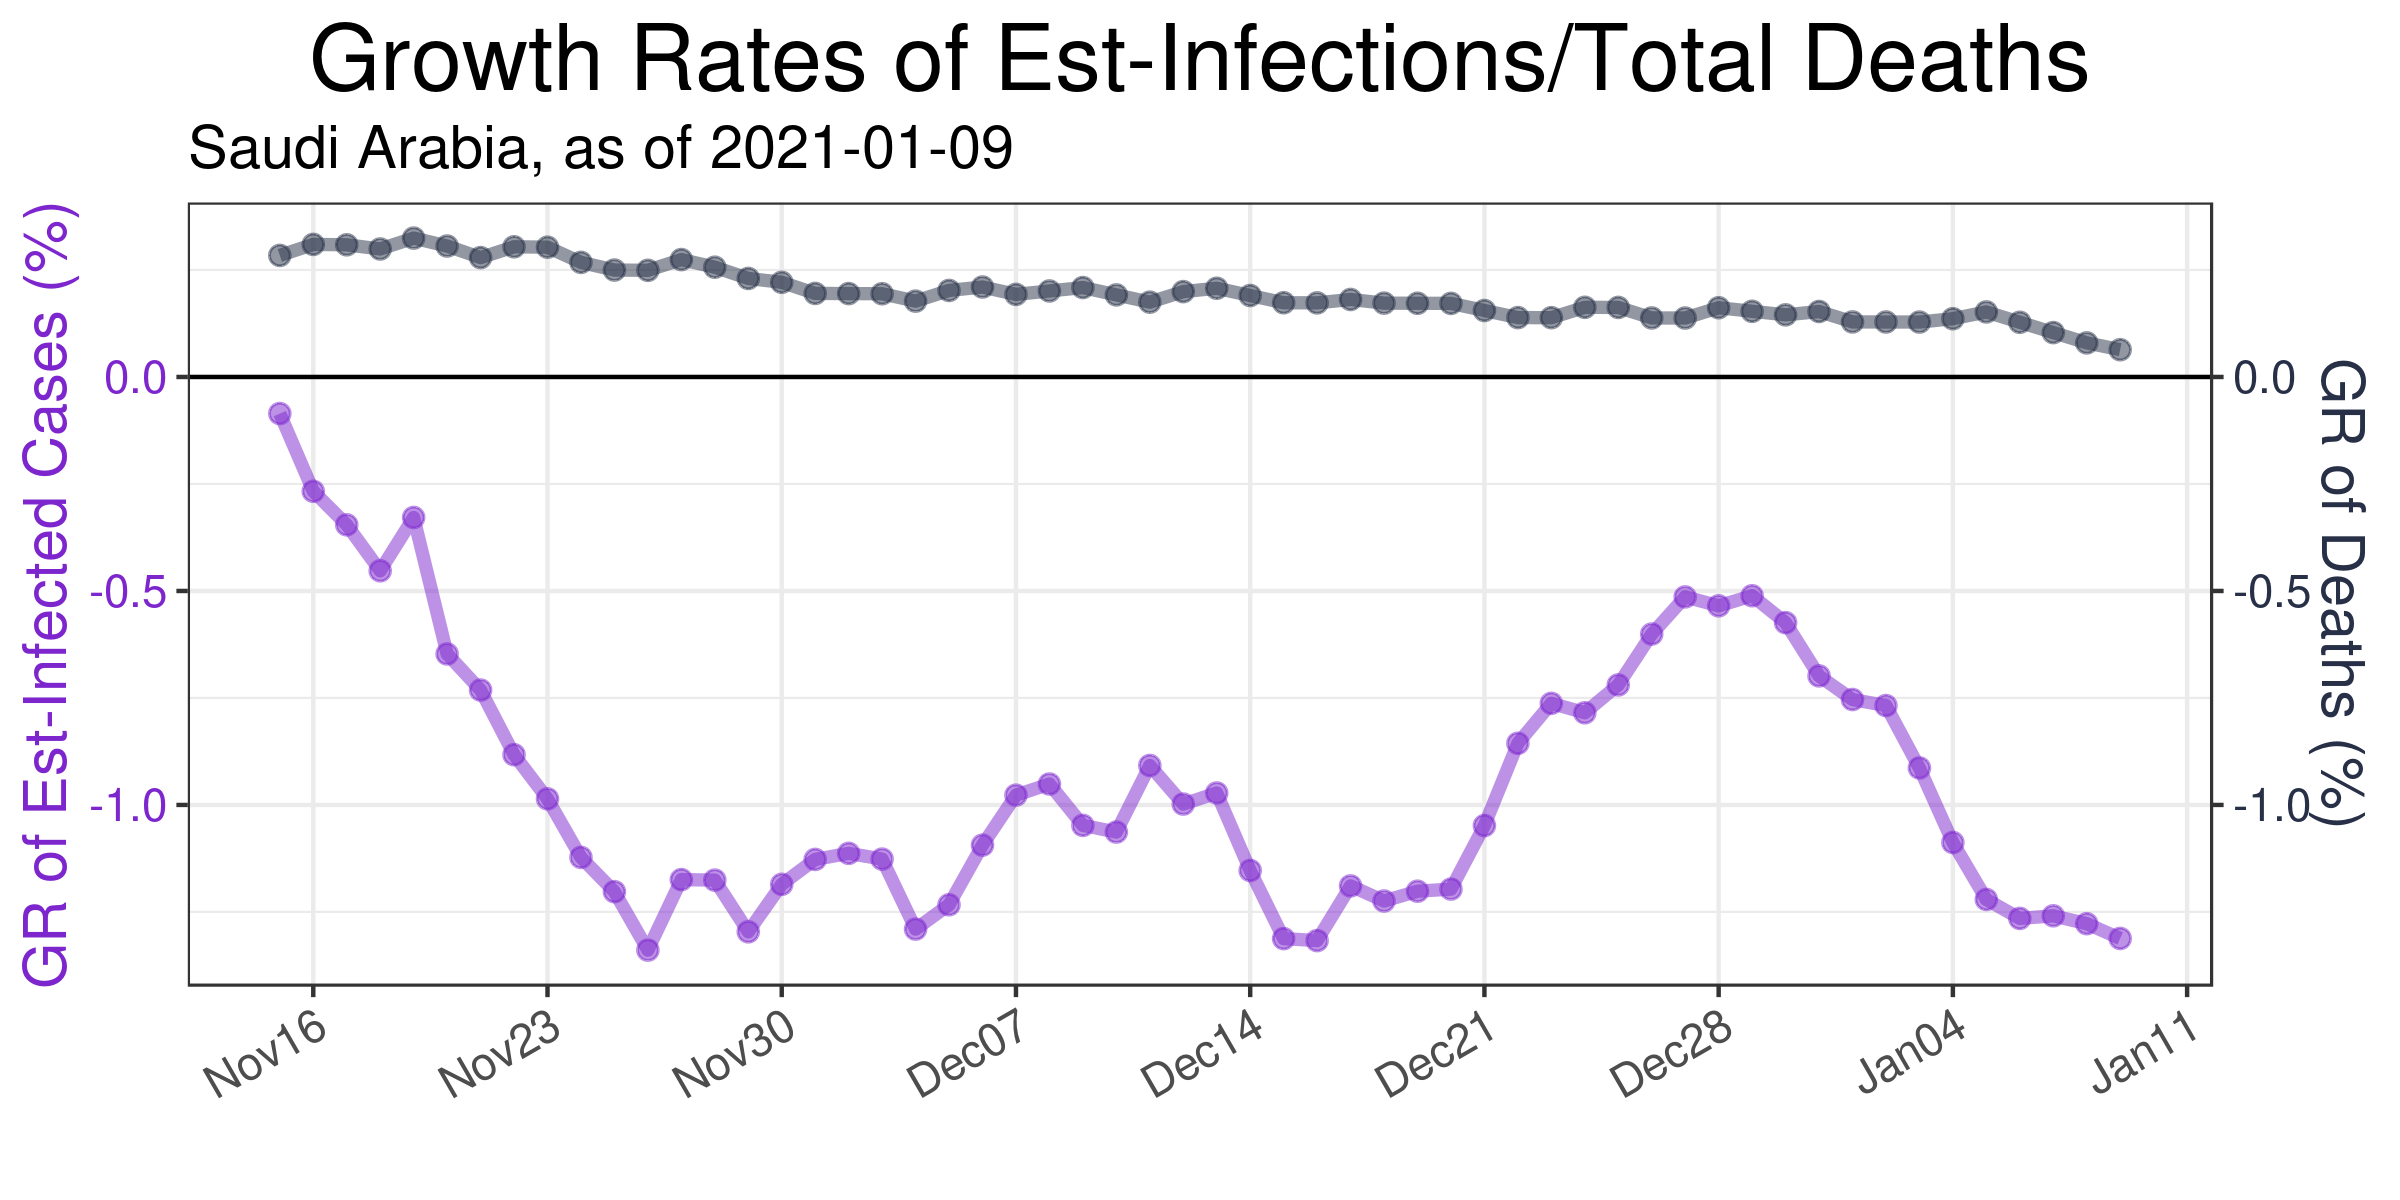 Growth Rates of Est-Infections/Total Deaths
Saudi Arabia, as of 2021-01-09
GR of Est-Infected Cases (%)
0.0
-0.5
-1.0
0.0
-0.5
-1.0
GR of Deaths (%)
Nov16 Nov23 Nov30 Dec07 Dec14 Dec21 Dec28 Jan04 Jan11